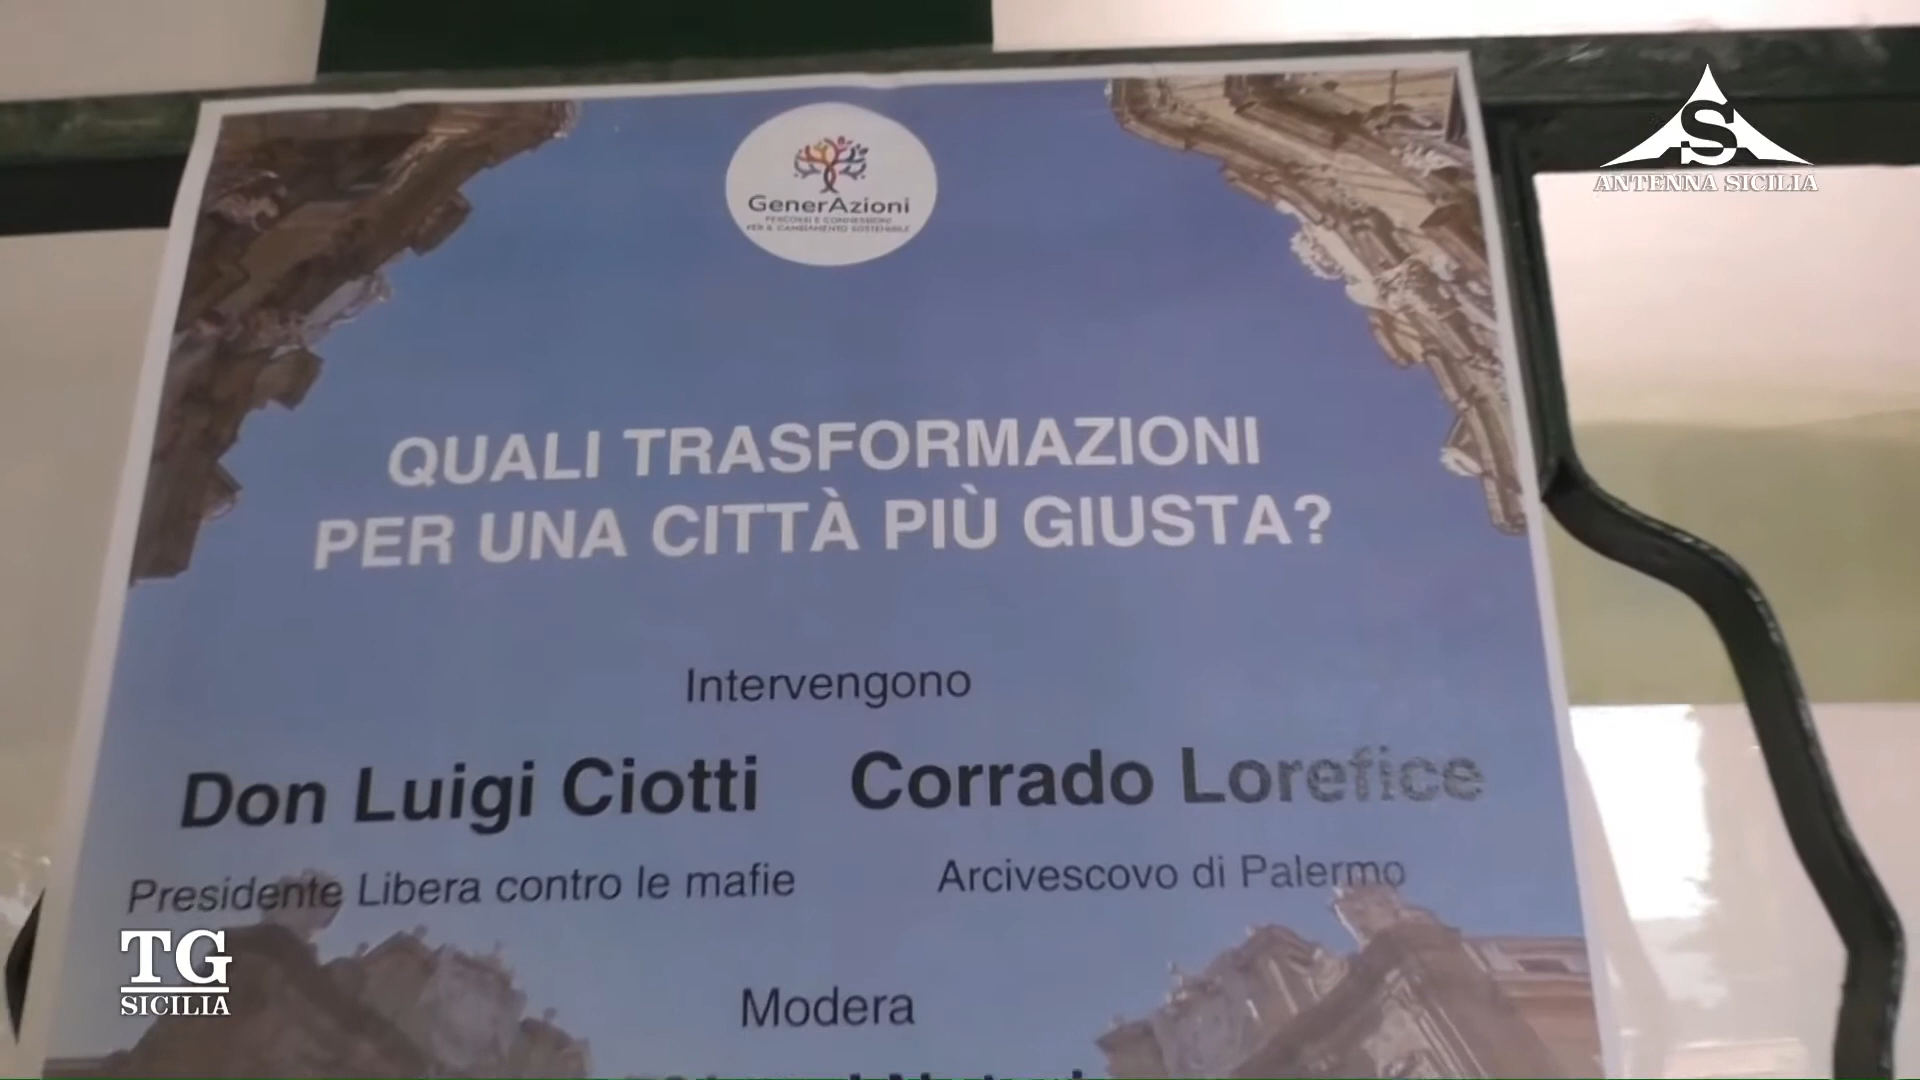 ANTENNA SICILIA
GenerAzioni
PERCORSI E CONNESSIONI
PER IL CAMBIAMENTO SOSTENIBILE
QUALI TRASFORMAZIONI
PER UNA CITTÀ PIÙ GIUSTA?
Intervengono
Don Luigi Ciotti Corrado Lorefice
Presidente Libera contro le mafie Arcivescovo di Palermo
TG
SICILIA
Modera